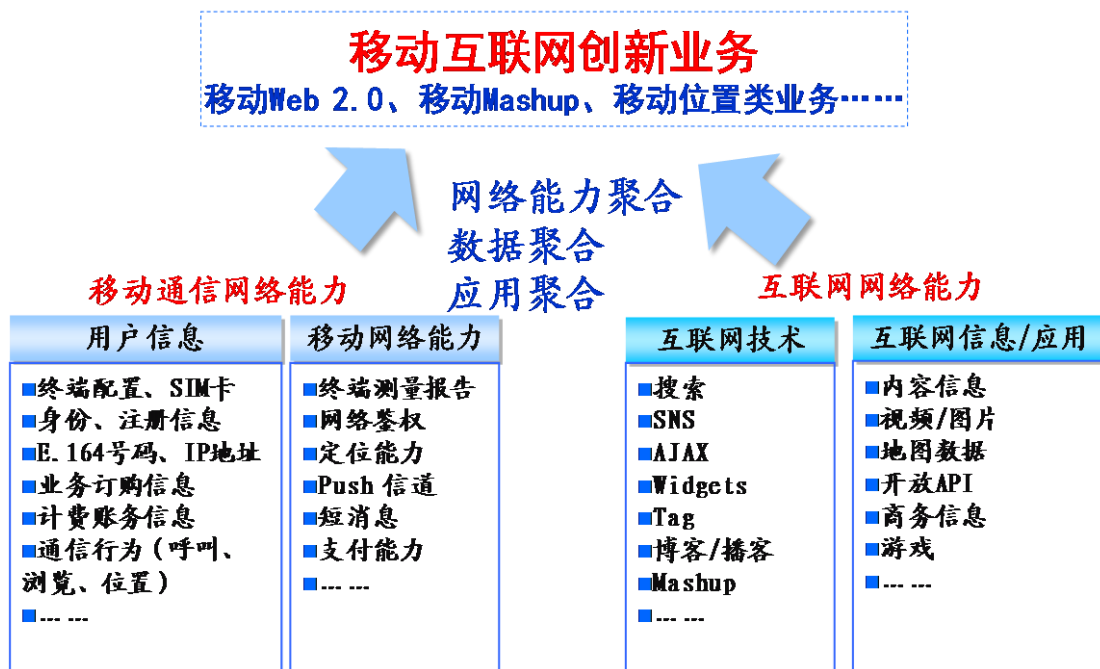 移动互联网创新业务
移动Web 2.0、移动Mashup、移动位置类业务……
网络能力聚合
数据聚合
应用聚合
移动通信网络能力
用户信息
■终端配置、SIM卡
■身份、注册信息
■E.164号码、IP地址
■业务订购信息
■计费账务信息
■通信行为（呼叫、
浏览、位置）
■… …
移动网络能力
■终端测量报告
■网络鉴权
■定位能力
■Push 信道
■短消息
■支付能力
■… …
互联网网络能力
互联网技术
■搜索
■SNS
■AJAX
■Widgets
■Tag
■博客/播客
■Mashup
■… …
互联网信息/应用
■内容信息
■视频/图片
■地图数据
■开放API
■商务信息
■游戏
■… …